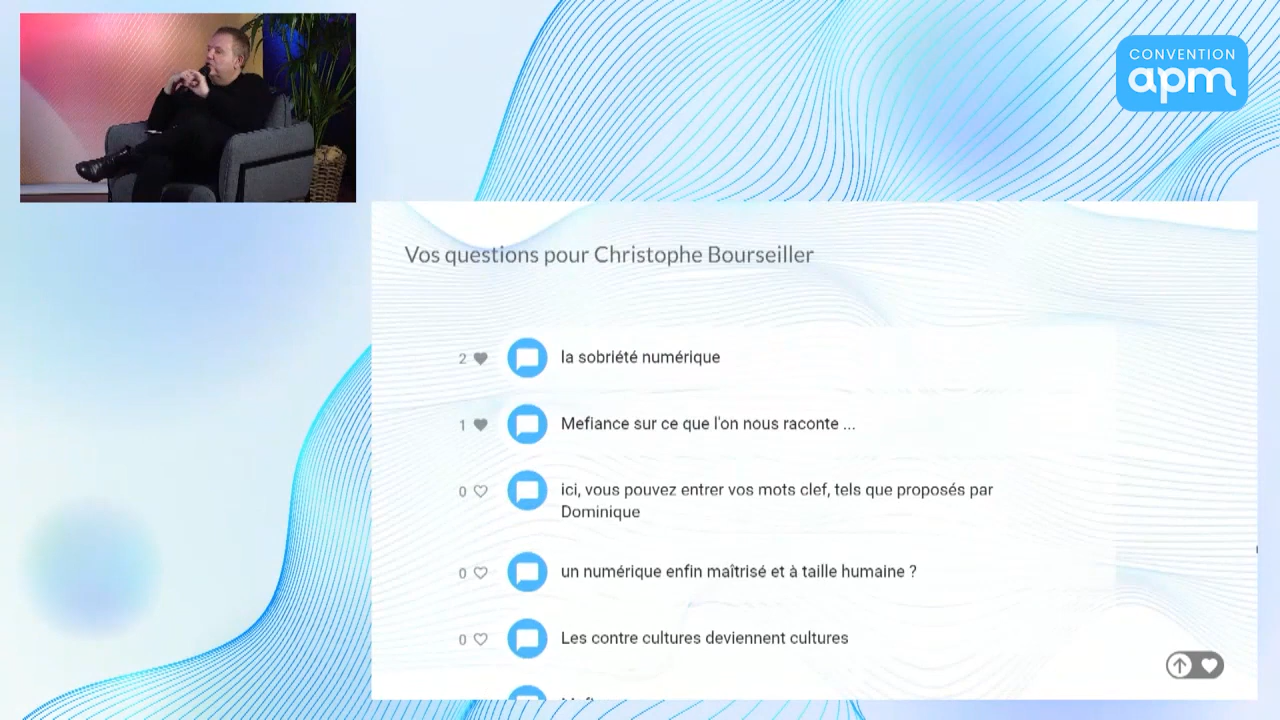 CONVENTION
apm
Vos questions pour Christophe Bourseiller
2
la sobriété numérique
1
Mefiance sur ce que l'on nous raconte ...
0
ici, vous pouvez entrer vos mots clef, tels que proposés par
Dominique
0
un numérique enfin maîtrisé et à taille humaine ?
0
Les contre cultures deviennent cultures